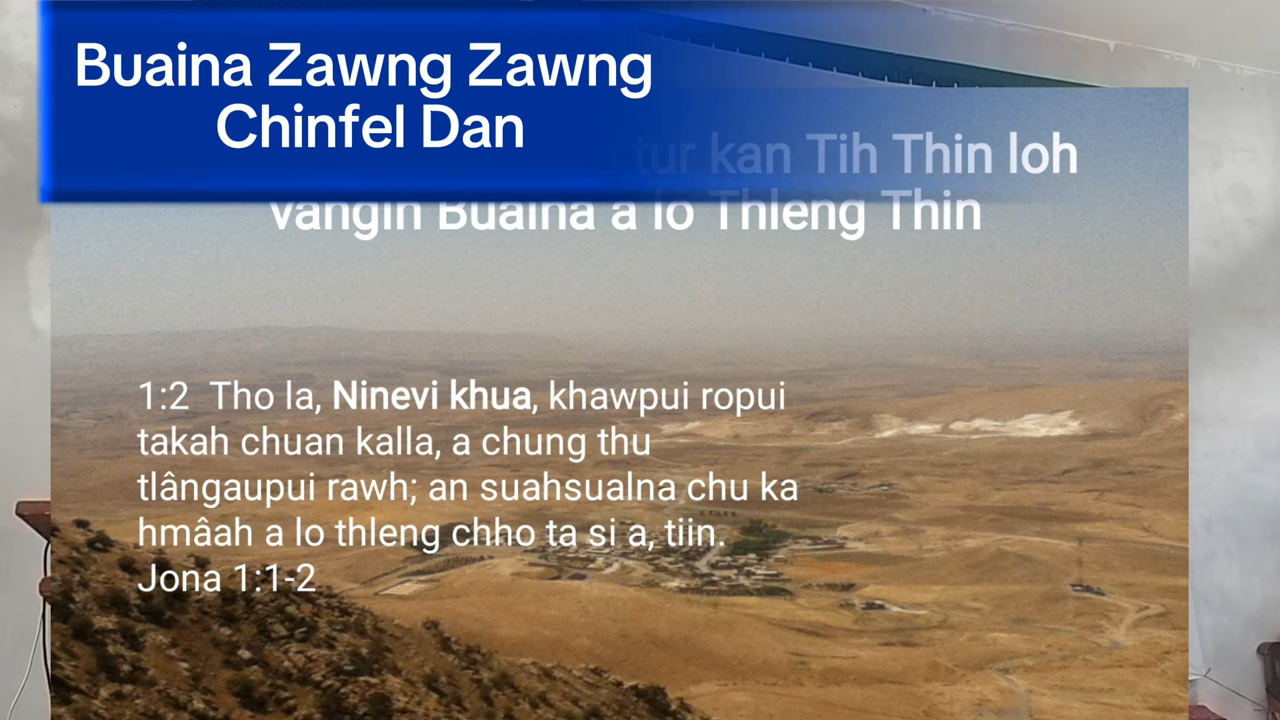 Buaina Zawng Zawng
Chinfel Dan
tur kan Tih Thin loh
vangin Buaina a lo Thleng Thin
1:2 Tho la, Ninevi khua, khawpui ropui
takah chuan kalla, a chung thu
tlângaupui rawh; an suahsualna chu ka
hmâah a lo thleng chho ta si a, tiin.
Jona 1:1-2